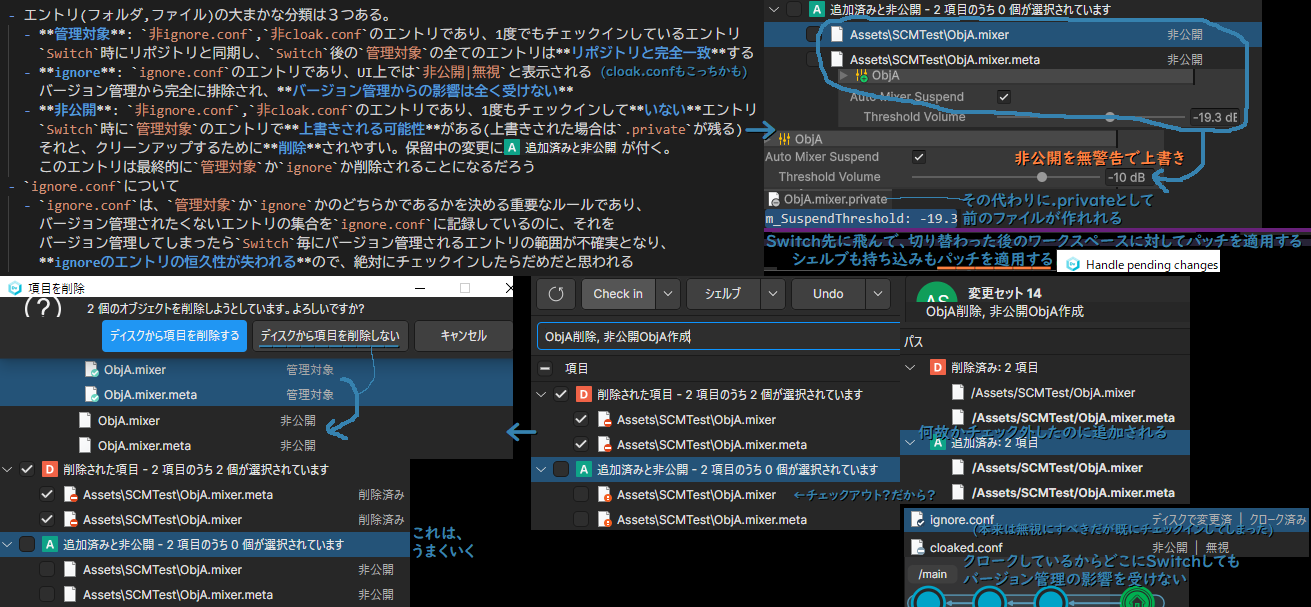 - エントリ(フォルダ,ファイル)の大まかな分類は３つある。
- **管理対象**: `非ignore.conf`,`非cloak.conf`のエントリであり、1度でもチェックインしているエントリ
`Switch`時にリポジトリと同期し、`Switch`後の`管理対象`の全てのエントリは**リポジトリと完全一致**する
- **ignore**: `ignore.conf`のエントリであり、UI上では`非公開|無視`と表示される (cloak.confもこっちかも)
バージョン管理から完全に排除され、**バージョン管理からの影響は全く受けない**
- **非公開**: `非ignore.conf`,`非cloak.conf`のエントリであり、1度もチェックインして**いない**エントリ
`Switch`時に`管理対象`のエントリで**上書きされる可能性**がある(上書きされた場合は`.private`が残る)
それと、クリーンアップするために**削除**されやすい。保留中の変更に A 追加済みと非公開 が付く。
このエントリは最終的に`管理対象`か`ignore`か削除されることになるだろう
- `ignore.conf`について
- `ignore.conf`は、`管理対象`か`ignore`かのどちらかであるかを決める重要なルールであり、
バージョン管理されたくないエントリの集合を`ignore.conf`に記録しているのに、それを
バージョン管理してしまったら`Switch`毎にバージョン管理されるエントリの範囲が不確実となり、
**ignoreのエントリの恒久性が失われる**ので、絶対にチェックインしたらだめだと思われる
A 追加済みと非公開 - 2 項目のうち 0 個が選択されています
Assets\SCMTest\ObjA.mixer 非公開
Assets\SCMTest\ObjA.mixer.meta 非公開
ObjA
Auto Mixer Suspend
Threshold Volume -19.3 dE
ObjA
Auto Mixer Suspend
非公開を無警告で上書き
Threshold Volume -10 dB
ObjA.mixer.private
その代わりに.privateとして
m_SuspendThreshold: -19.3
前のファイルが作れれる
Switch先に飛んで、切り替わった後のワークスペースに対してパッチを適用する
シェルブも持ち込みもパッチを適用する
Handle pending changes
項目を削除
(?)
2 個のオブジェクトを削除しようとしています。よろしいですか?
ディスクから項目を削除する ディスクから項目を削除しない キャンセル
ObjA.mixer 管理対象
ObjA.mixer.meta 管理対象
ObjA.mixer 非公開
ObjA.mixer.meta 非公開
D 削除された項目 - 2 項目のうち 2 個が選択されています
Assets\SCMTest\ObjA.mixer.meta 削除済み
Assets\SCMTest\ObjA.mixer 削除済み
A 追加済みと非公開 - 2 項目のうち 0 個が選択されています
Assets\SCMTest\ObjA.mixer 非公開
Assets\SCMTest\ObjA.mixer.meta 非公開
これは、
うまくいく
Check in シェルブ Undo
ObjA削除, 非公開ObjA作成
項目
D 削除された項目 - 2 項目のうち 2 個が選択されています
Assets\SCMTest\ObjA.mixer
Assets\SCMTest\ObjA.mixer.meta
A 追加済みと非公開 - 2 項目のうち 0 個が選択されています
Assets\SCMTest\ObjA.mixer
←チェックアウト?だから?
Assets\SCMTest\ObjA.mixer.meta
AS
変更セット 14
ObjA削除, 非公開ObjA作成
パス
D 削除済み: 2 項目
/Assets/SCMTest/ObjA.mixer
/Assets/SCMTest/ObjA.mixer.meta
何故かチェック外したのに追加される
A 追加済み: 2 項目
/Assets/SCMTest/ObjA.mixer
/Assets/SCMTest/ObjA.mixer.meta
ignore.conf ディスクで変更済 | クローク済み
(本来は無視にすべきだが既にチェックインしてしまった)
cloaked.conf 非公開 | 無視
クロークしているからどこにSwitchしても
/main
バージョン管理の影響を受けない